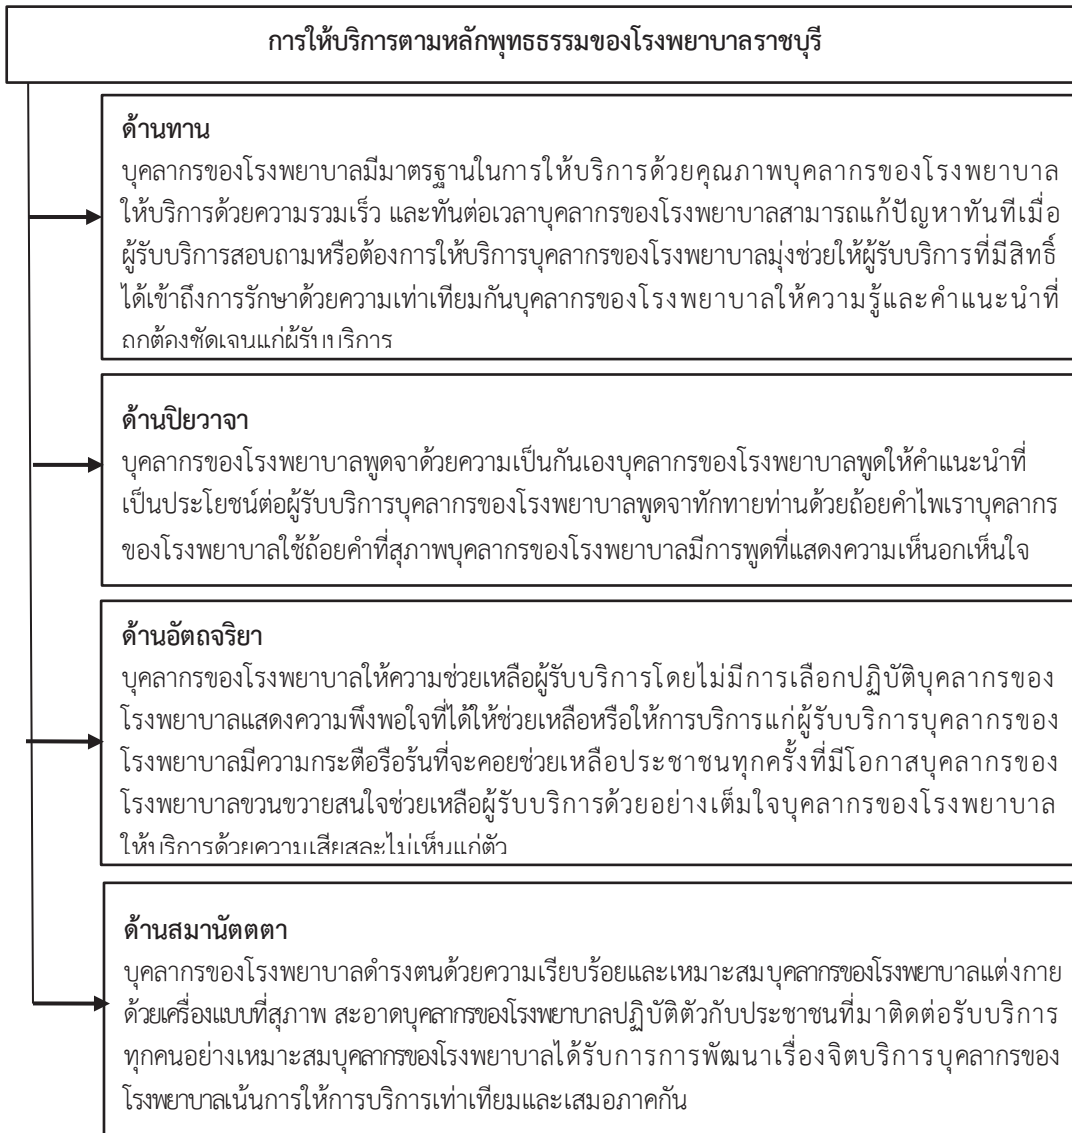 การให้บริการตามหลักพุทธธรรมของโรงพยาบาลราชบุรี
ด้านทาน
บุคลากรของโรงพยาบาลมีมาตรฐานในการให้บริการด้วยคุณภาพบุคลากรของโรงพยาบาล
ให้บริการด้วยความรวมเร็ว และทันต่อเวลาบุคลากรของโรงพยาบาลสามารถแก้ปัญหาทันทีเมื่อ
ผู้รับบริการสอบถามหรือต้องการให้บริการบุคลากรของโรงพยาบาลมุ่งช่วยให้ผู้รับบริการที่มีสิทธิ์
ได้เข้าถึงการรักษาด้วยความเท่าเทียมกันบุคลากรของโรงพยาบาลให้ความรู้และคำแนะนำที่
ถูกต้องชัดเจนแก่ผู้รับบริการ
ด้านปิยวาจา
บุคลากรของโรงพยาบาลพูดจาด้วยความเป็นกันเองบุคลากรของโรงพยาบาลพูดให้คำแนะนำที่
เป็นประโยชน์ต่อผู้รับบริการบุคลากรของโรงพยาบาลพูดจาทักทายท่านด้วยถ้อยคำไพเราบุคลากร
ของโรงพยาบาลใช้ถ้อยคำที่สุภาพบุคลากรของโรงพยาบาลมีการพูดที่แสดงความเห็นอกเห็นใจ
ด้านอัตถจริยา
บุคลากรของโรงพยาบาลให้ความช่วยเหลือผู้รับบริการโดยไม่มีการเลือกปฏิบัติบุคลากรของ
โรงพยาบาลแสดงความพึงพอใจที่ได้ให้ช่วยเหลือหรือให้การบริการแก่ผู้รับบริการบุคลากรของ
โรงพยาบาลมีความกระตือรือร้นที่จะคอยช่วยเหลือประชาชนทุกครั้งที่มีโอกาสบุคลากรของ
โรงพยาบาลขวนขวายสนใจช่วยเหลือผู้รับบริการด้วยอย่างเต็มใจบุคลากรของโรงพยาบาล
ให้บริการด้วยความเสียสละไม่เห็นแก่ตัว
ด้านสมานัตตตา
บุคลากรของโรงพยาบาลดำรงตนด้วยความเรียบร้อยและเหมาะสมบุคลากรของโรงพยาบาลแต่งกาย
ด้วยเครื่องแบบที่สุภาพ สะอาดบุคลากรของโรงพยาบาลปฏิบัติตัวกับประชาชนที่มาติดต่อรับบริการ
ทุกคนอย่างเหมาะสมบุคลากรของโรงพยาบาลได้รับการการพัฒนาเรื่องจิตบริการบุคลากรของ
โรงพยาบาลเน้นการให้การบริการเท่าเทียมและเสมอภาคกัน